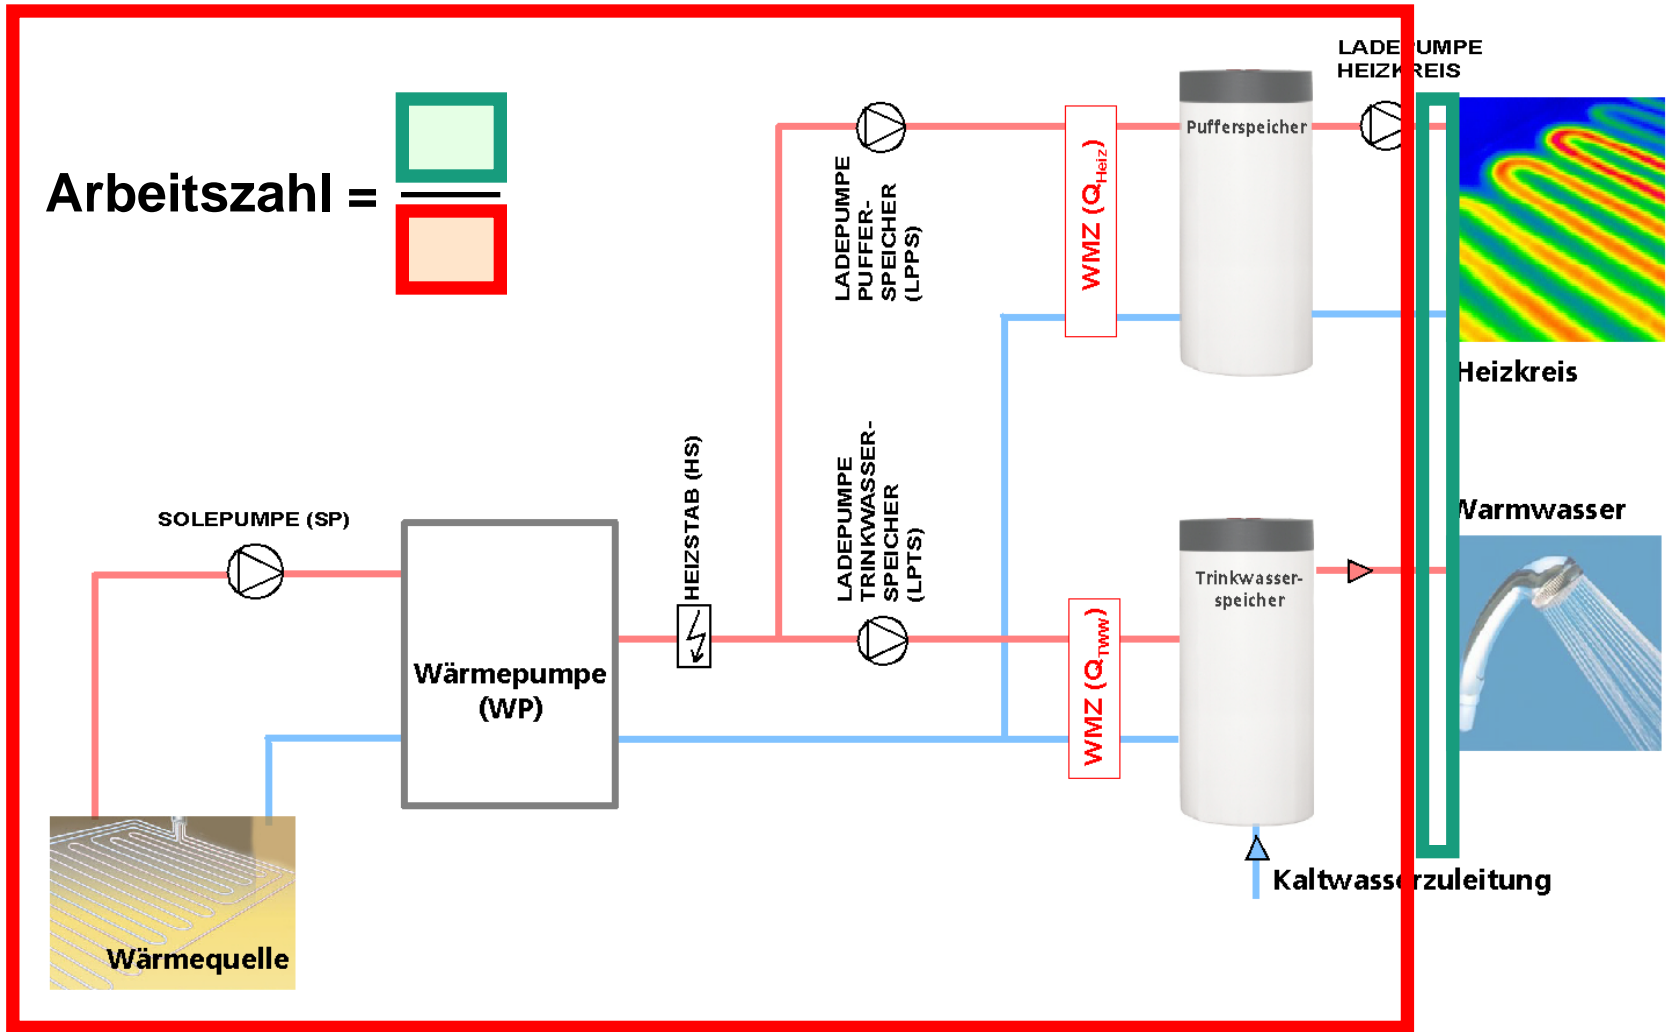 LADEPUMPE
HEIZKREIS
Arbeitszahl =
Pufferspeicher
LADEPUMPE
PUFFER-
SPEICHER
(LPPS)
WMZ (QHeiz)
Heizkreis
HEIZSTAB (HS)
LADEPUMPE
TRINKWASSER-
SPEICHER
(LPTS)
SOLEPUMPE (SP)
Warmwasser
Trinkwasser-
speicher
WMZ (QTWW)
Wärmepumpe
(WP)
Kaltwasserzuleitung
Wärmequelle